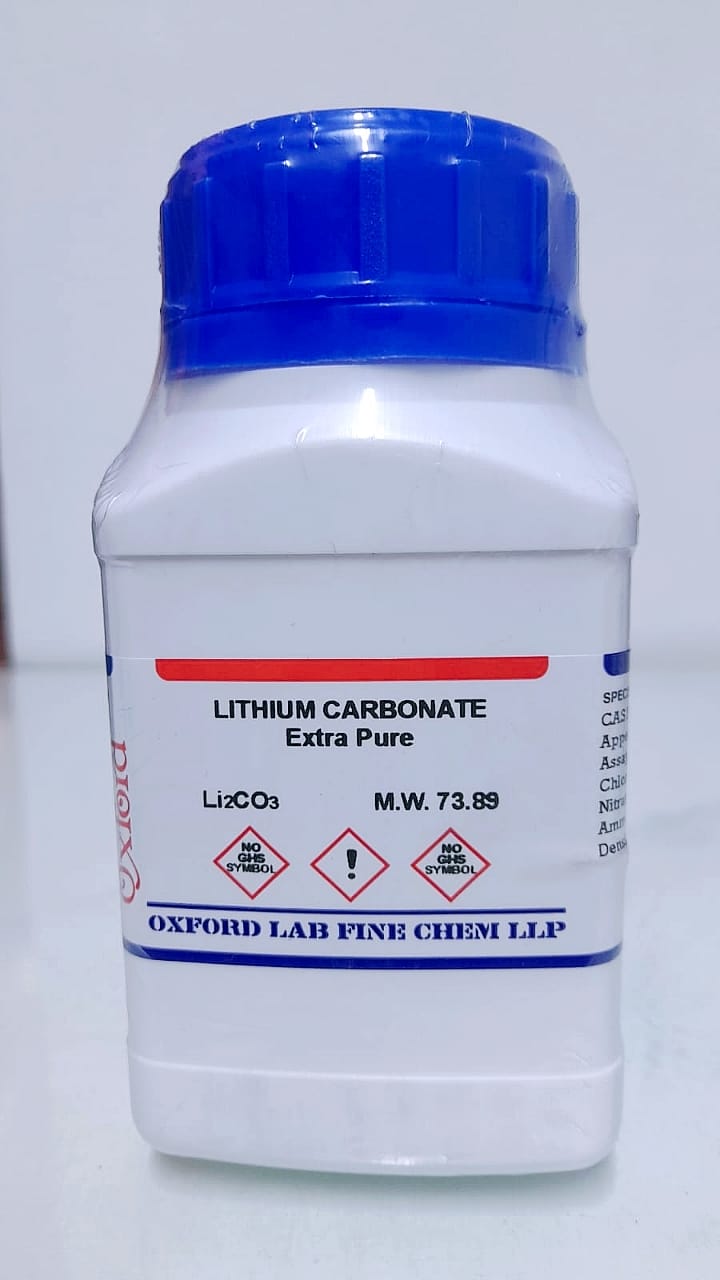 LITHIUM CARBONATE
Extra Pure
Li2CO3 M.W. 73.89
NO
GHS
SYMBOL
!
NO
GHS
SYMBOL
OXFORD LAB FINE CHEM LLP
Oxford
CAS